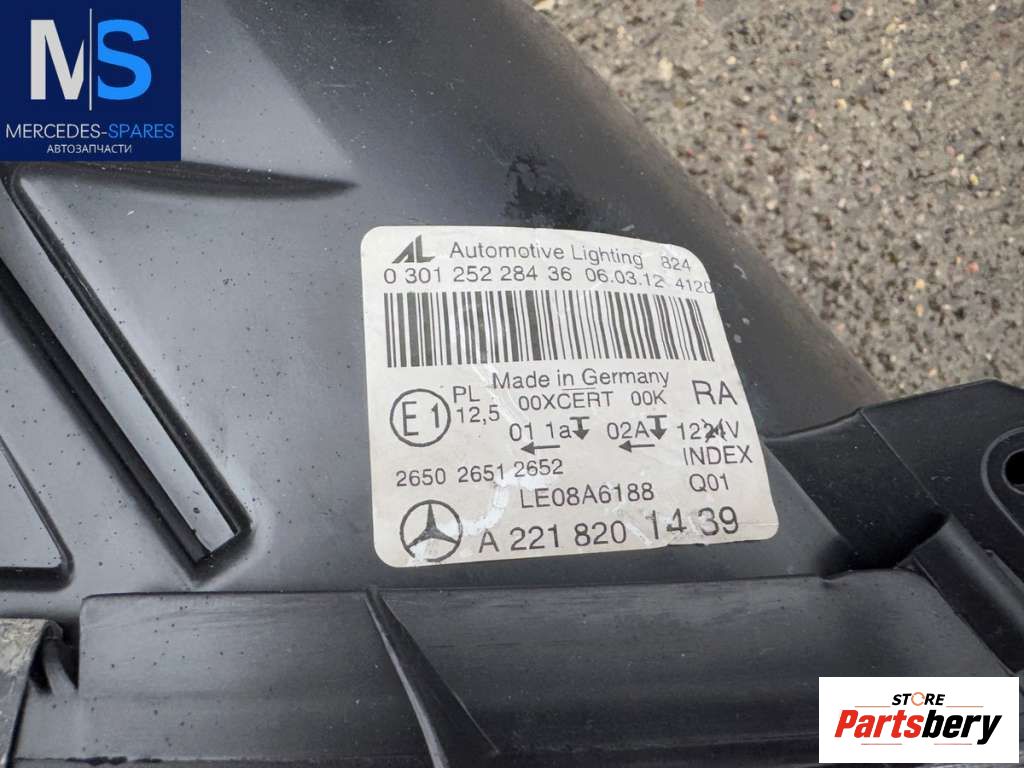 MS
MERCEDES-SPARES
АВТОЗАПЧАСТИ
AL Automotive Lighting 824
0 301 252 284 36 06.03.12 4120
Made in Germany
E1 PL 12,5 00XCERT 00K RA
01 1a 02A 1224V
INDEX
2650 2651 2652
LE08A6188 Q01
A 221 820 14 39
STORE
Partsbery